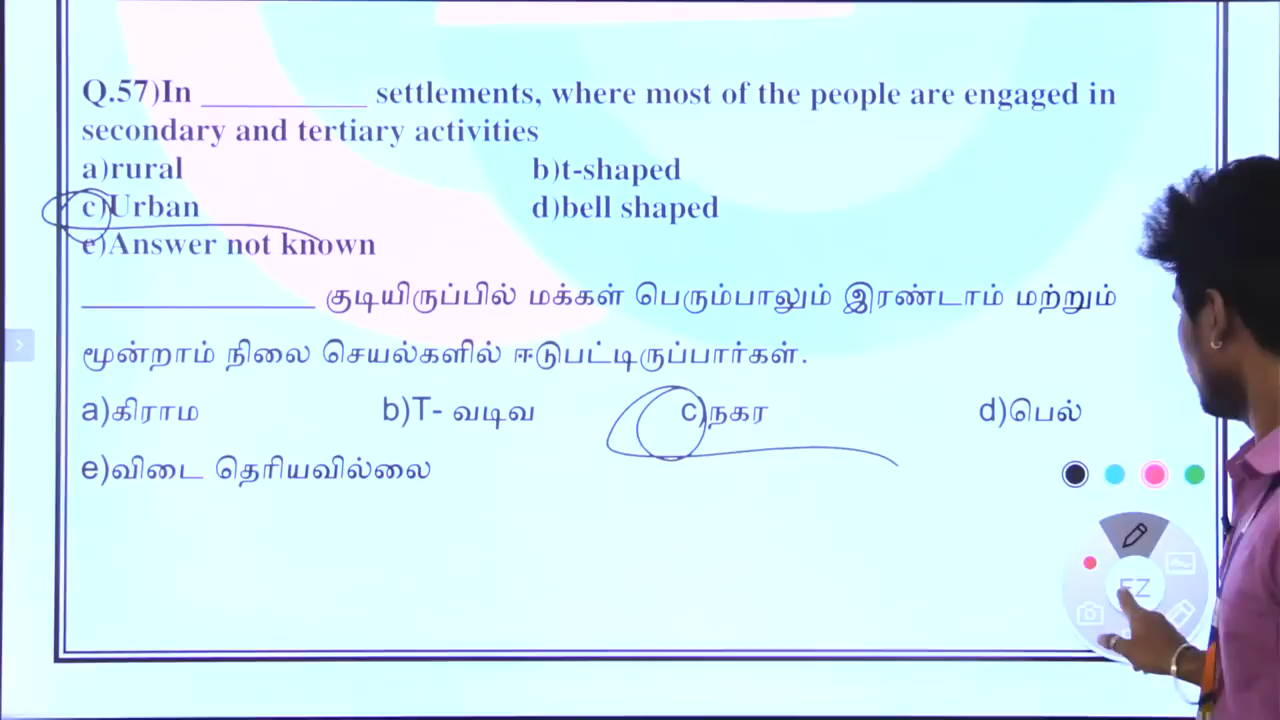 Q.57)In ___________ settlements, where most of the people are engaged in
secondary and tertiary activities
a)rural b)t-shaped
c)Urban d)bell shaped
e)Answer not known
_______________ குடியிருப்பில் மக்கள் பெரும்பாலும் இரண்டாம் மற்றும்
மூன்றாம் நிலை செயல்களில் ஈடுபட்டிருப்பார்கள்.
a)கிராம b)T- வடிவ c)நகர d)பெல்
e)விடை தெரியவில்லை
EZ